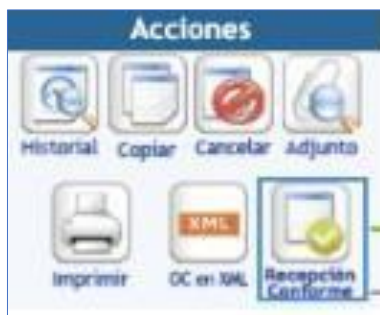 Acciones
Historial Copiar Cancelar Adjunto
XML
Imprimir OC en XML Recepción
Conforme